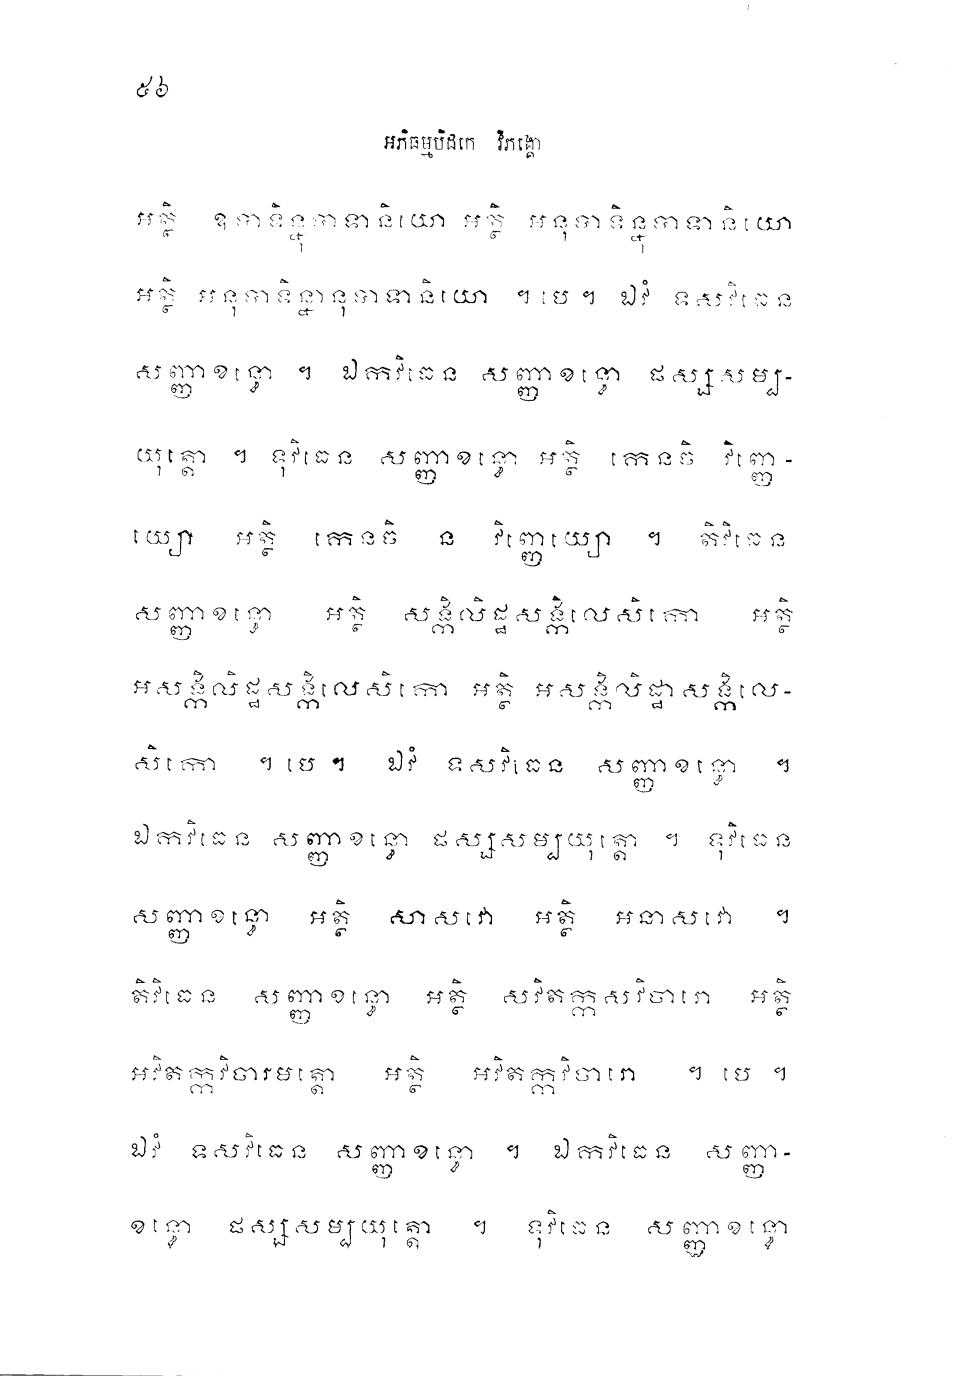 ៥៦
អភិធម្មបិដកេ វិភង្គោ
អត្ថិ ឧបាទិន្នុបាទានិយោ អត្ថិ អនុបាទិន្នុបាទានិយោ
អត្ថិ អនុបាទិន្នានុបាទានិយោ ។បេ។ ឯវំ ទសវិធេន
សញ្ញាខន្ធោ ។ ឯកវិធេន សញ្ញាខន្ធោ ផស្សសម្ប-
យុត្តោ ។ ទុវិធេន សញ្ញាខន្ធោ អត្ថិ កេនចិ វិញ្ញេ-
យ្យោ អត្ថិ កេនចិ ន វិញ្ញេយ្យោ ។ តិវិធេន
សញ្ញាខន្ធោ អត្ថិ សង្កិលិដ្ឋសង្កិលេសិកោ អត្ថិ
អសង្កិលិដ្ឋសង្កិលេសិកោ អត្ថិ អសង្កិលិដ្ឋាសង្កិលេ-
សិកោ ។បេ។ ឯវំ ទសវិធេន សញ្ញាខន្ធោ ។
ឯកវិធេន សញ្ញាខន្ធោ ផស្សសម្បយុត្តោ ។ ទុវិធេន
សញ្ញាខន្ធោ អត្ថិ សាសវោ អត្ថិ អនាសវោ ។
តិវិធេន សញ្ញាខន្ធោ អត្ថិ សវិតក្កសវិចារោ អត្ថិ
អវិតក្កវិចារមត្តោ អត្ថិ អវិតក្កវិចារោ ។បេ។
ឯវំ ទសវិធេន សញ្ញាខន្ធោ ។ ឯកវិធេន សញ្ញា-
ខន្ធោ ផស្សសម្បយុត្តោ ។ ទុវិធេន សញ្ញាខន្ធោ